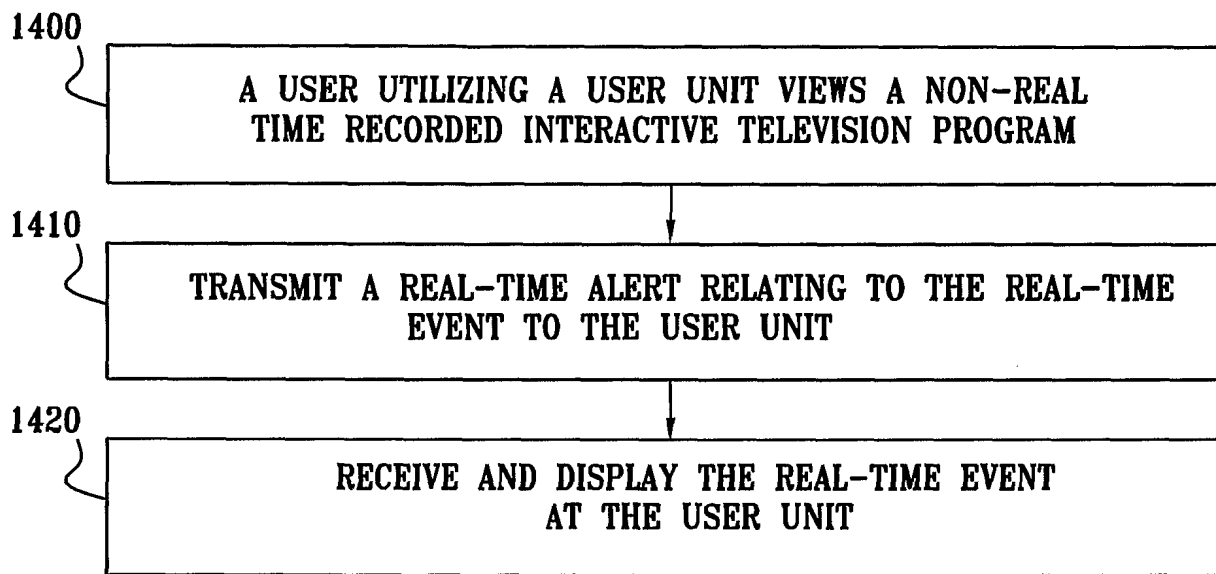 1400
A USER UTILIZING A USER UNIT VIEWS A NON-REAL
TIME RECORDED INTERACTIVE TELEVISION PROGRAM
1410
TRANSMIT A REAL-TIME ALERT RELATING TO THE REAL-TIME
EVENT TO THE USER UNIT
1420
RECEIVE AND DISPLAY THE REAL-TIME EVENT
AT THE USER UNIT